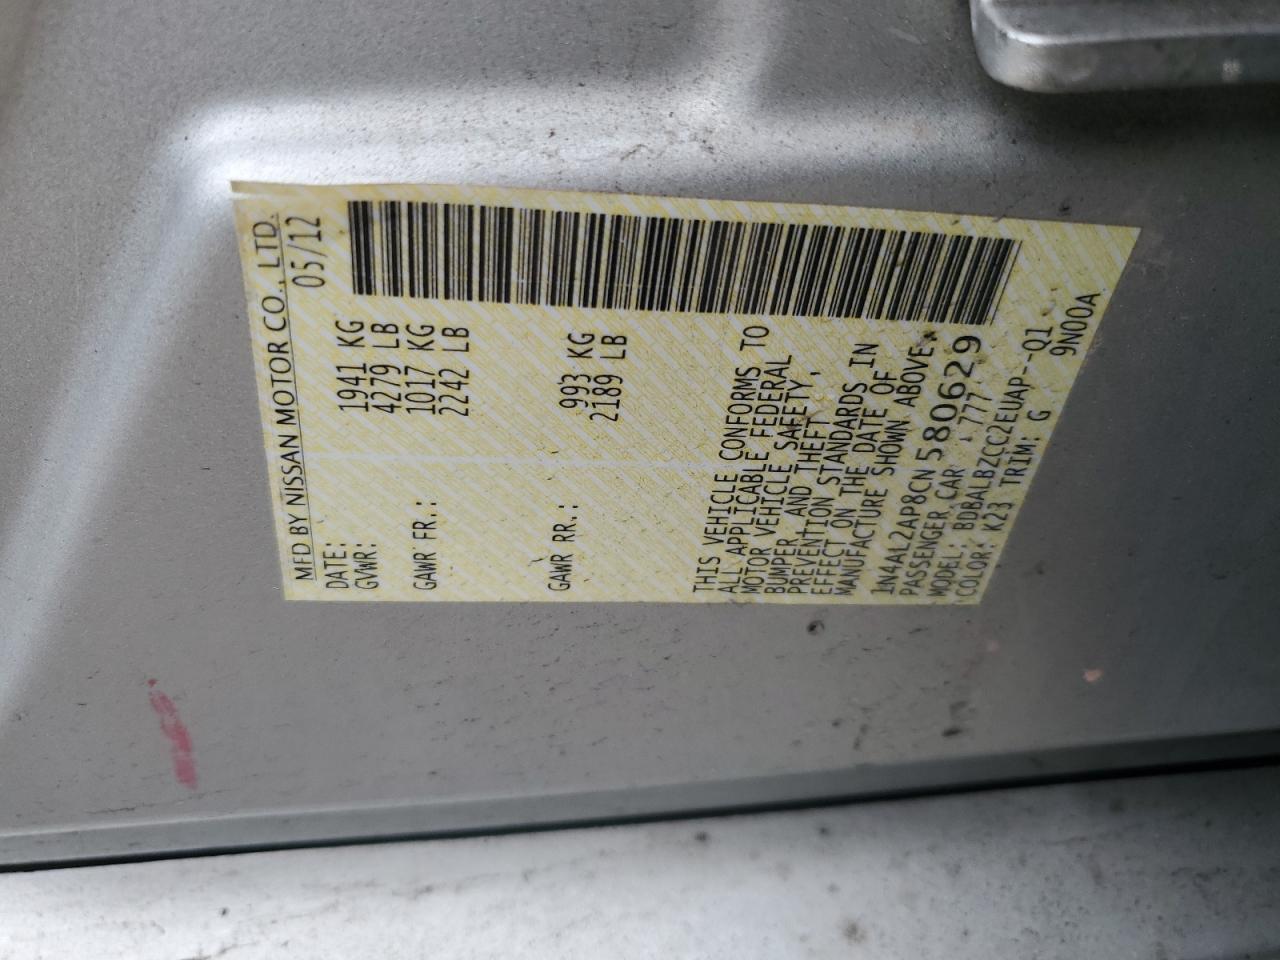 MFD BY NISSAN MOTOR CO., LTD.
DATE: 05/12
GVWR: 1941 KG
4279 LB
GAWR FR.: 1017 KG
2242 LB
GAWR RR.: 993 KG
2189 LB
THIS VEHICLE CONFORMS TO
ALL APPLICABLE FEDERAL
MOTOR VEHICLE SAFETY,
BUMPER, AND THEFT
PREVENTION STANDARDS IN
EFFECT ON THE DATE OF
MANUFACTURE SHOWN ABOVE.
1N4AL2AP8CN580629
PASSENGER CAR 777
MODEL: BDBALBZCC2EUAP--Q1
COLOR: K23 TRIM: G 9N00A